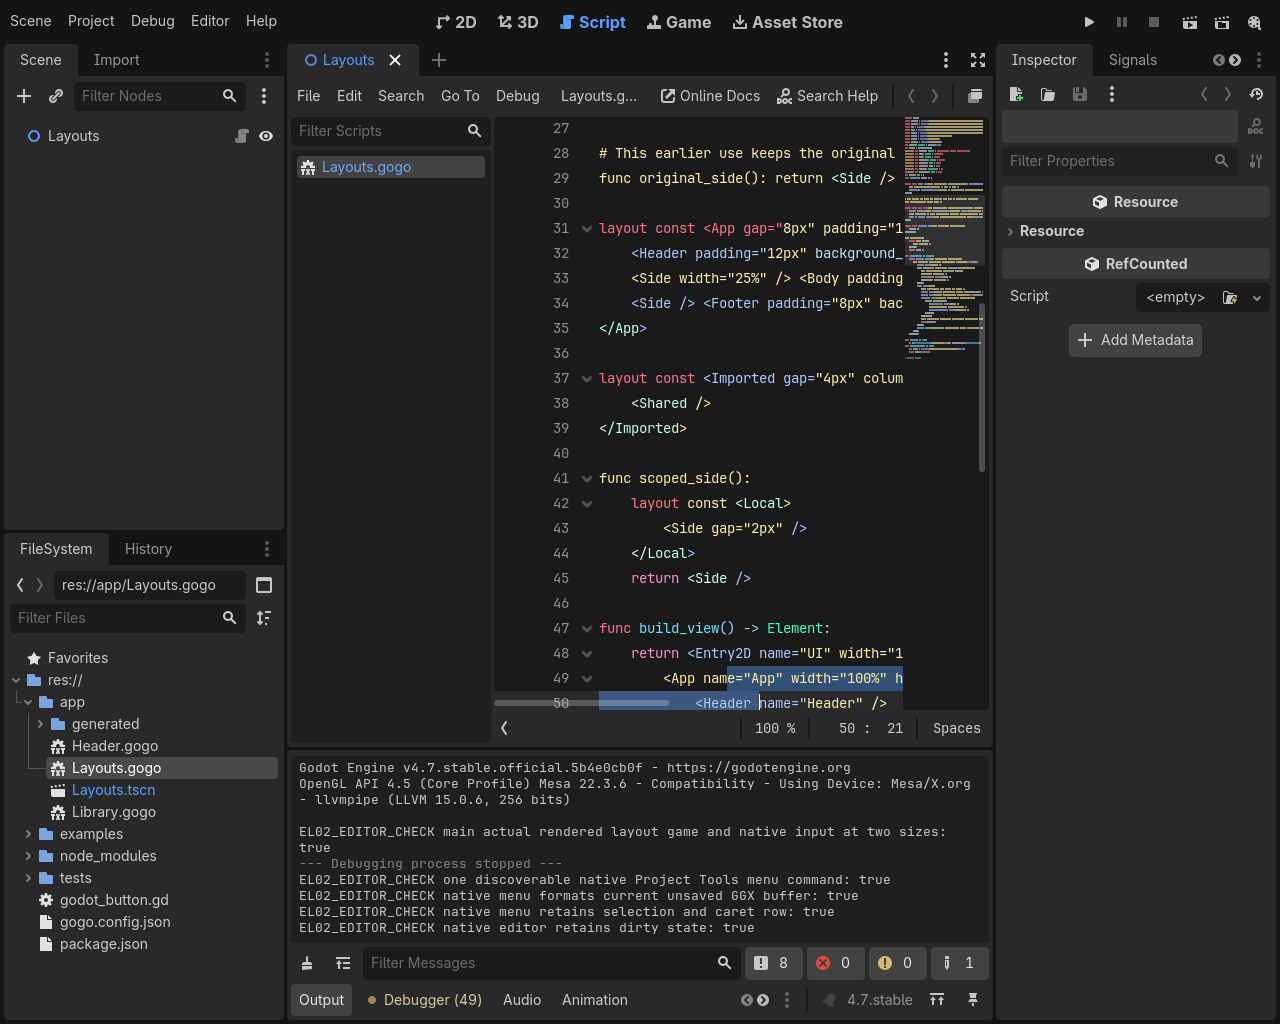 Scene Project Debug Editor Help 2D 3D Script Game Asset Store
Scene Import
Filter Nodes
Layouts
FileSystem History
res://app/Layouts.gogo
Filter Files
Favorites
res://
app
generated
Header.gogo
Layouts.gogo
Layouts.tscn
Library.gogo
examples
node_modules
tests
godot_button.gd
gogo.config.json
package.json
Layouts
File Edit Search Go To Debug Layouts.g... Online Docs Search Help
Filter Scripts
Layouts.gogo
27
28 # This earlier use keeps the original
29 func original_side(): return <Side />
30
31 layout const <App gap="8px" padding="1
32 <Header padding="12px" background_
33 <Side width="25%" /> <Body padding
34 <Side /> <Footer padding="8px" bac
35 </App>
36
37 layout const <Imported gap="4px" colum
38 <Shared />
39 </Imported>
40
41 func scoped_side():
42 layout const <Local>
43 <Side gap="2px" />
44 </Local>
45 return <Side />
46
47 func build_view() -> Element:
48 return <Entry2D name="UI" width="1
49 <App name="App" width="100%" h
50 <Header name="Header" />
100 % 50 : 21 Spaces
Godot Engine v4.7.stable.official.5b4e0cb0f - https://godotengine.org
OpenGL API 4.5 (Core Profile) Mesa 22.3.6 - Compatibility - Using Device: Mesa/X.org
- llvmpipe (LLVM 15.0.6, 256 bits)
EL02_EDITOR_CHECK main actual rendered layout game and native input at two sizes:
true
--- Debugging process stopped ---
EL02_EDITOR_CHECK one discoverable native Project Tools menu command: true
EL02_EDITOR_CHECK native menu formats current unsaved GGX buffer: true
EL02_EDITOR_CHECK native menu retains selection and caret row: true
EL02_EDITOR_CHECK native editor retains dirty state: true
Filter Messages 8 0 0 1
Output Debugger (49) Audio Animation 4.7.stable
Inspector Signals
Filter Properties
Resource
Resource
RefCounted
Script <empty>
Add Metadata